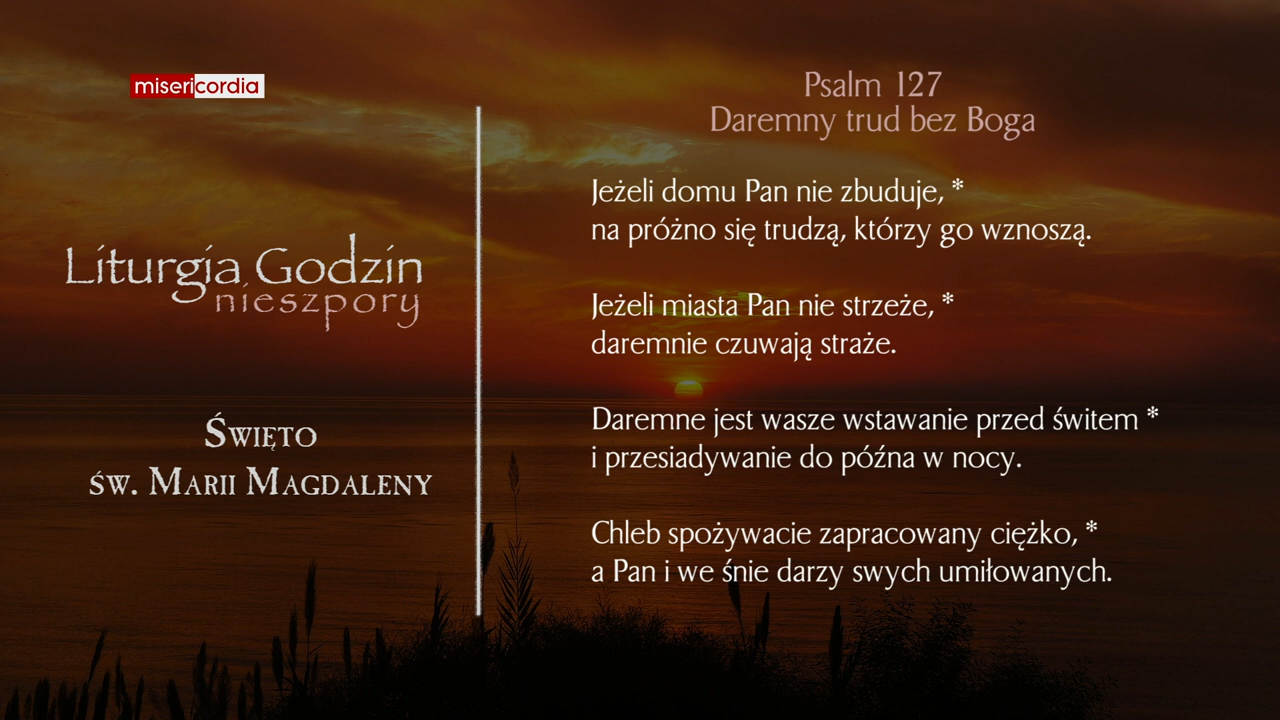 misericordia
Liturgia Godzin
nieszpory
Święto
św. Marii Magdaleny
Psalm 127
Daremny trud bez Boga
Jeżeli domu Pan nie zbuduje, *
na próżno się trudzą, którzy go wznoszą.
Jeżeli miasta Pan nie strzeże, *
daremnie czuwają straże.
Daremne jest wasze wstawanie przed świtem *
i przesiadywanie do późna w nocy.
Chleb spożywacie zapracowany ciężko, *
a Pan i we śnie darzy swych umiłowanych.